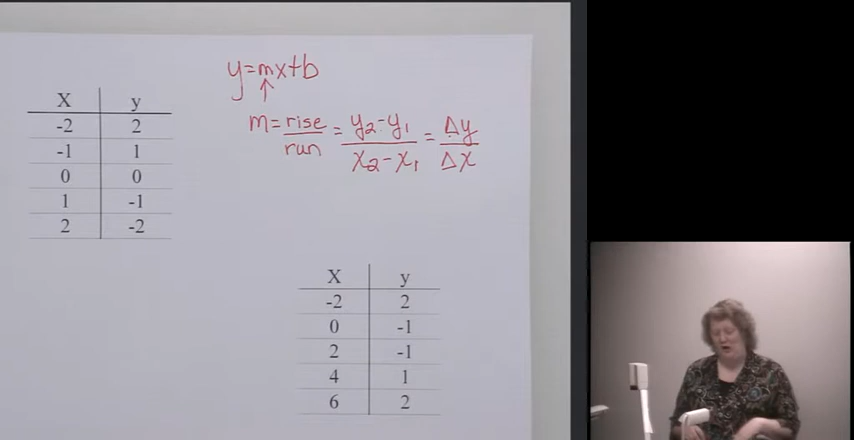 y=mx+b
m=rise/run = y₂-y₁/x₂-x₁ = Δy/Δx
X y
-2 2
-1 1
0 0
1 -1
2 -2
X y
-2 2
0 -1
2 -1
4 1
6 2